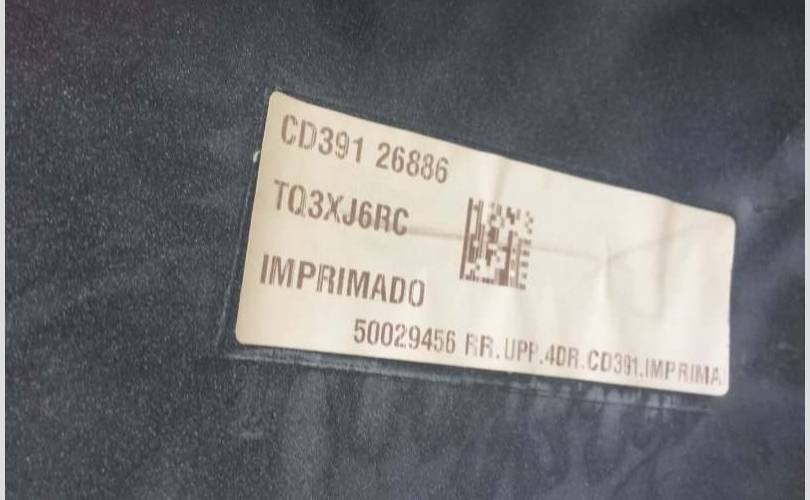 CD391 26886
TQ3XJ6RC
IMPRIMADO
50029456 RR.UPP.4DR.CD391.IMPRIMA